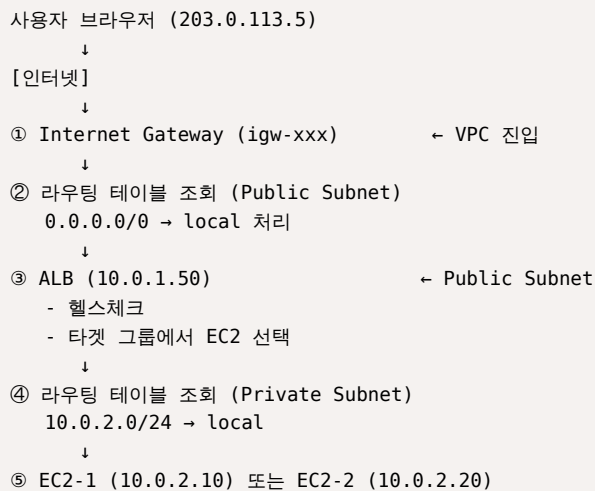 사용자 브라우저 (203.0.113.5)
↓
[인터넷]
↓
① Internet Gateway (igw-xxx) ← VPC 진입
↓
② 라우팅 테이블 조회 (Public Subnet)
0.0.0.0/0 → local 처리
↓
③ ALB (10.0.1.50) ← Public Subnet
- 헬스체크
- 타겟 그룹에서 EC2 선택
↓
④ 라우팅 테이블 조회 (Private Subnet)
10.0.2.0/24 → local
↓
⑤ EC2-1 (10.0.2.10) 또는 EC2-2 (10.0.2.20)